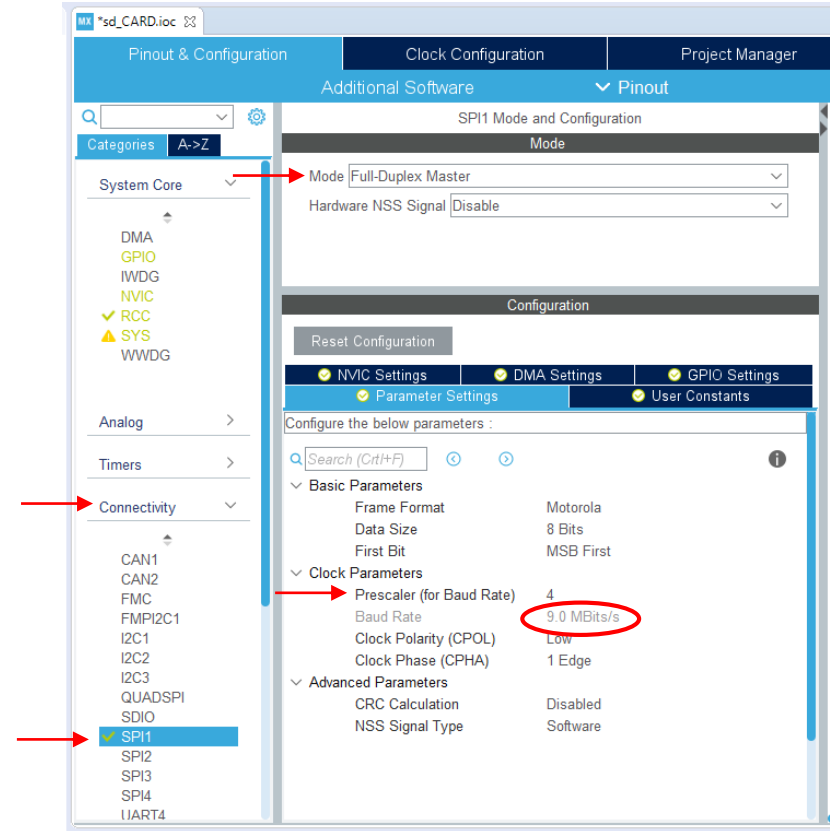 MX *sd_CARD.ioc
Pinout & Configuration Clock Configuration Project Manager
Additional Software Pinout
Categories A->Z
System Core
DMA
GPIO
IWDG
NVIC
RCC
SYS
WWDG
Analog
Timers
Connectivity
CAN1
CAN2
FMC
FMPI2C1
I2C1
I2C2
I2C3
QUADSPI
SDIO
SPI1
SPI2
SPI3
SPI4
UART4
SPI1 Mode and Configuration
Mode
Mode Full-Duplex Master
Hardware NSS Signal Disable
Configuration
Reset Configuration
NVIC Settings DMA Settings GPIO Settings
Parameter Settings User Constants
Configure the below parameters :
Search (Crtl+F)
Basic Parameters
Frame Format Motorola
Data Size 8 Bits
First Bit MSB First
Clock Parameters
Prescaler (for Baud Rate) 4
Baud Rate 9.0 MBits/s
Clock Polarity (CPOL) Low
Clock Phase (CPHA) 1 Edge
Advanced Parameters
CRC Calculation Disabled
NSS Signal Type Software